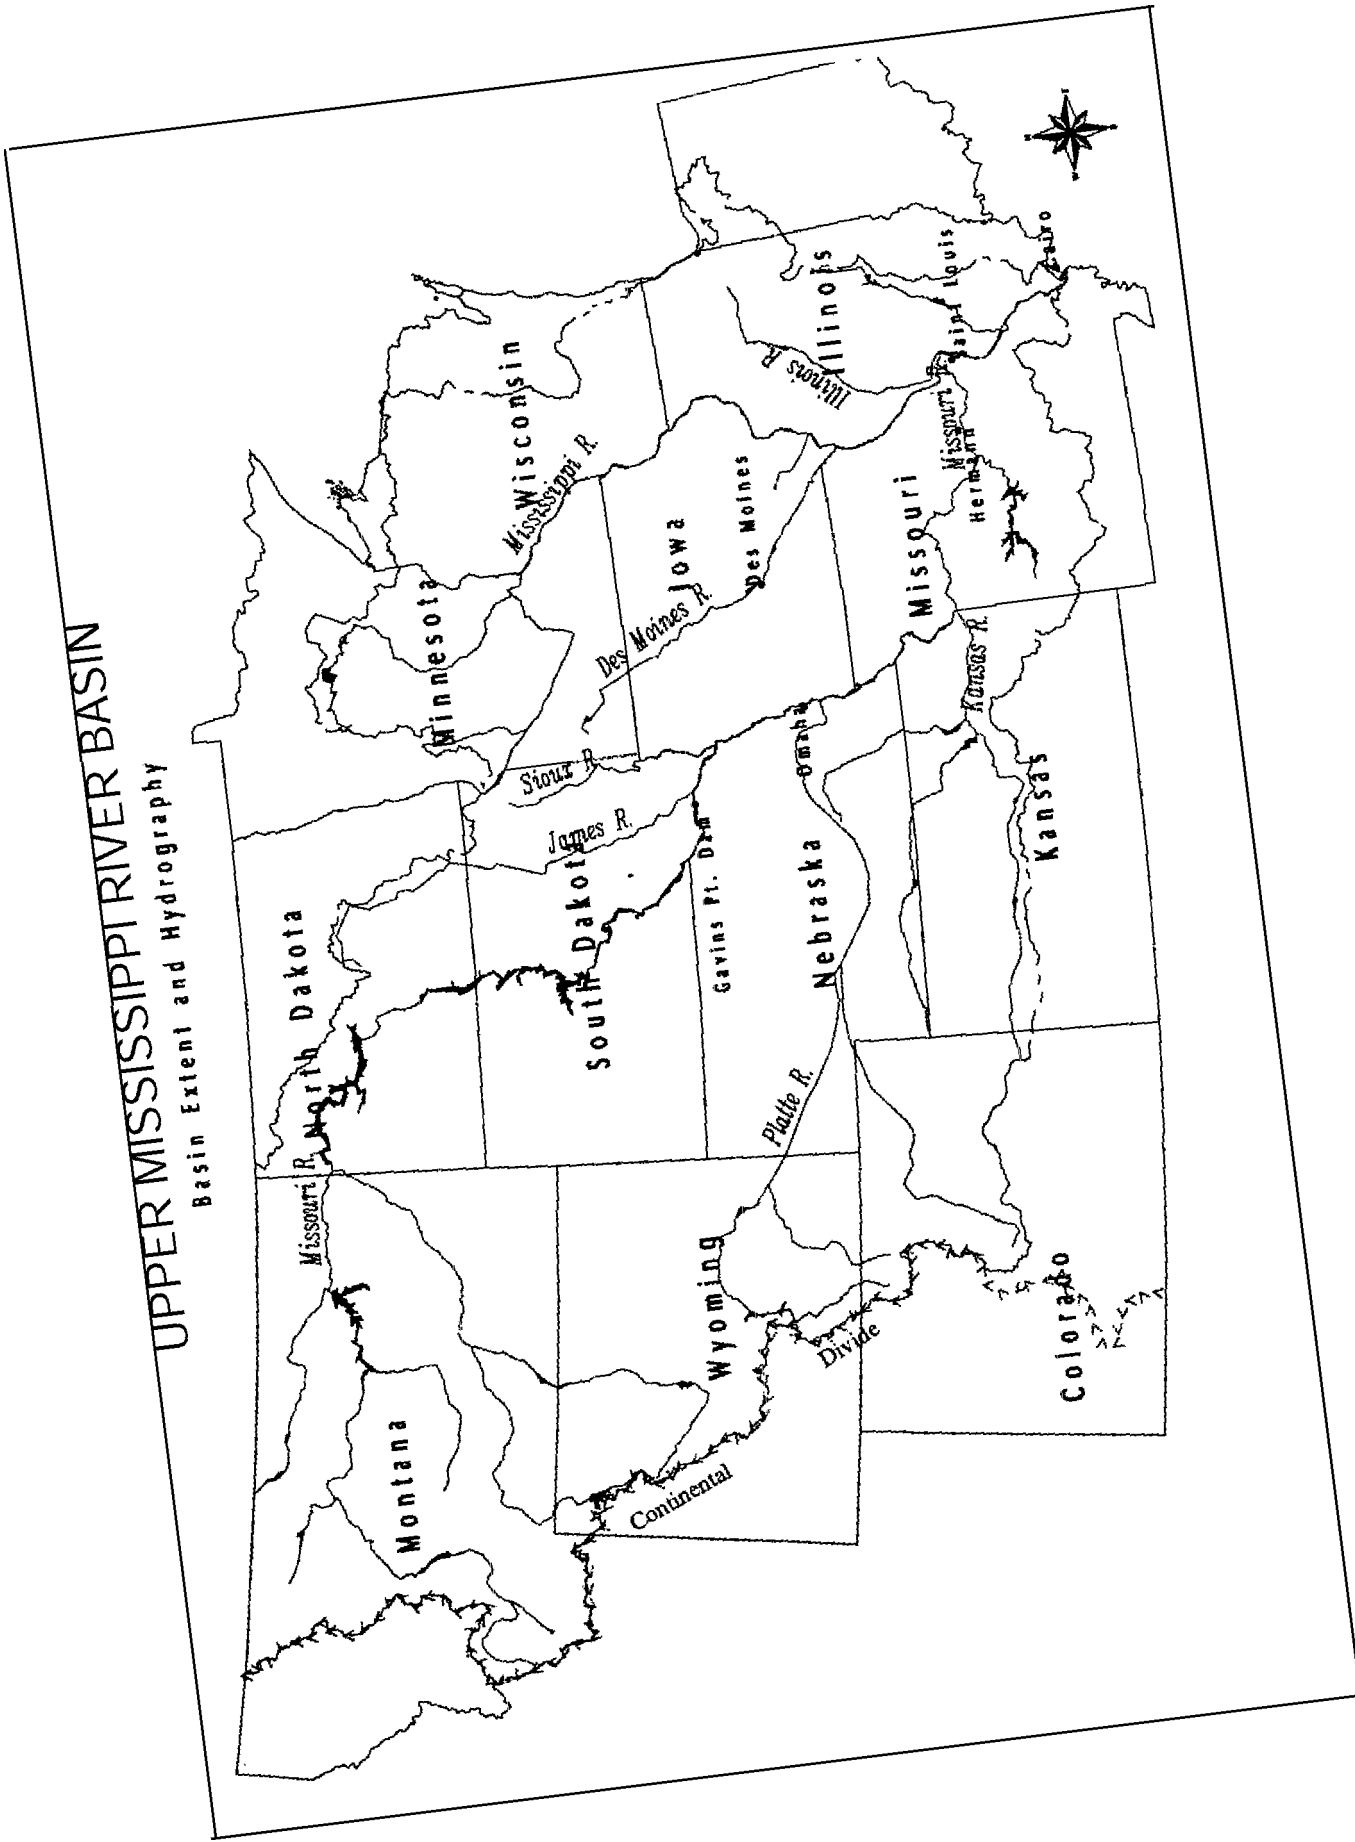 UPPER MISSISSIPPI RIVER BASIN
Basin Extent and Hydrography
Missouri R.
North Dakota
Minnesota
Montana
Wisconsin
Mississippi R.
South Dakota
James R.
Sioux R.
Des Moines R.
Iowa
Des Moines
Illinois R.
Illinois
Wyoming
Continental
Divide
Platte R.
Gavins Pt. Dam
Nebraska
Omaha
Missouri
Missouri R.
Hermann
Saint Louis
Cairo
Kansas R.
Kansas
Colorado